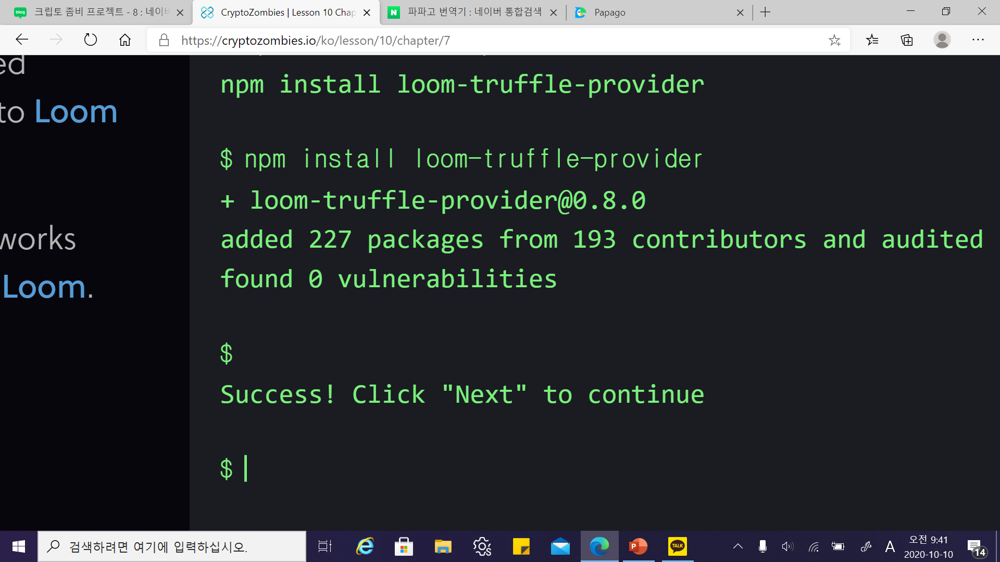 blog
크립토 좀비 프로젝트 - 8 : 네이버
CryptoZombies | Lesson 10 Chap
N
파파고 번역기 : 네이버 통합검색
Papago
https://cryptozombies.io/ko/lesson/10/chapter/7
ed
to Loom
works
Loom.
npm install loom-truffle-provider
$ npm install loom-truffle-provider
+ loom-truffle-provider@0.8.0
added 227 packages from 193 contributors and audited
found 0 vulnerabilities
$
Success! Click "Next" to continue
$
검색하려면 여기에 입력하십시오.
P
TALK
A
오전 9:41
2020-10-10
14